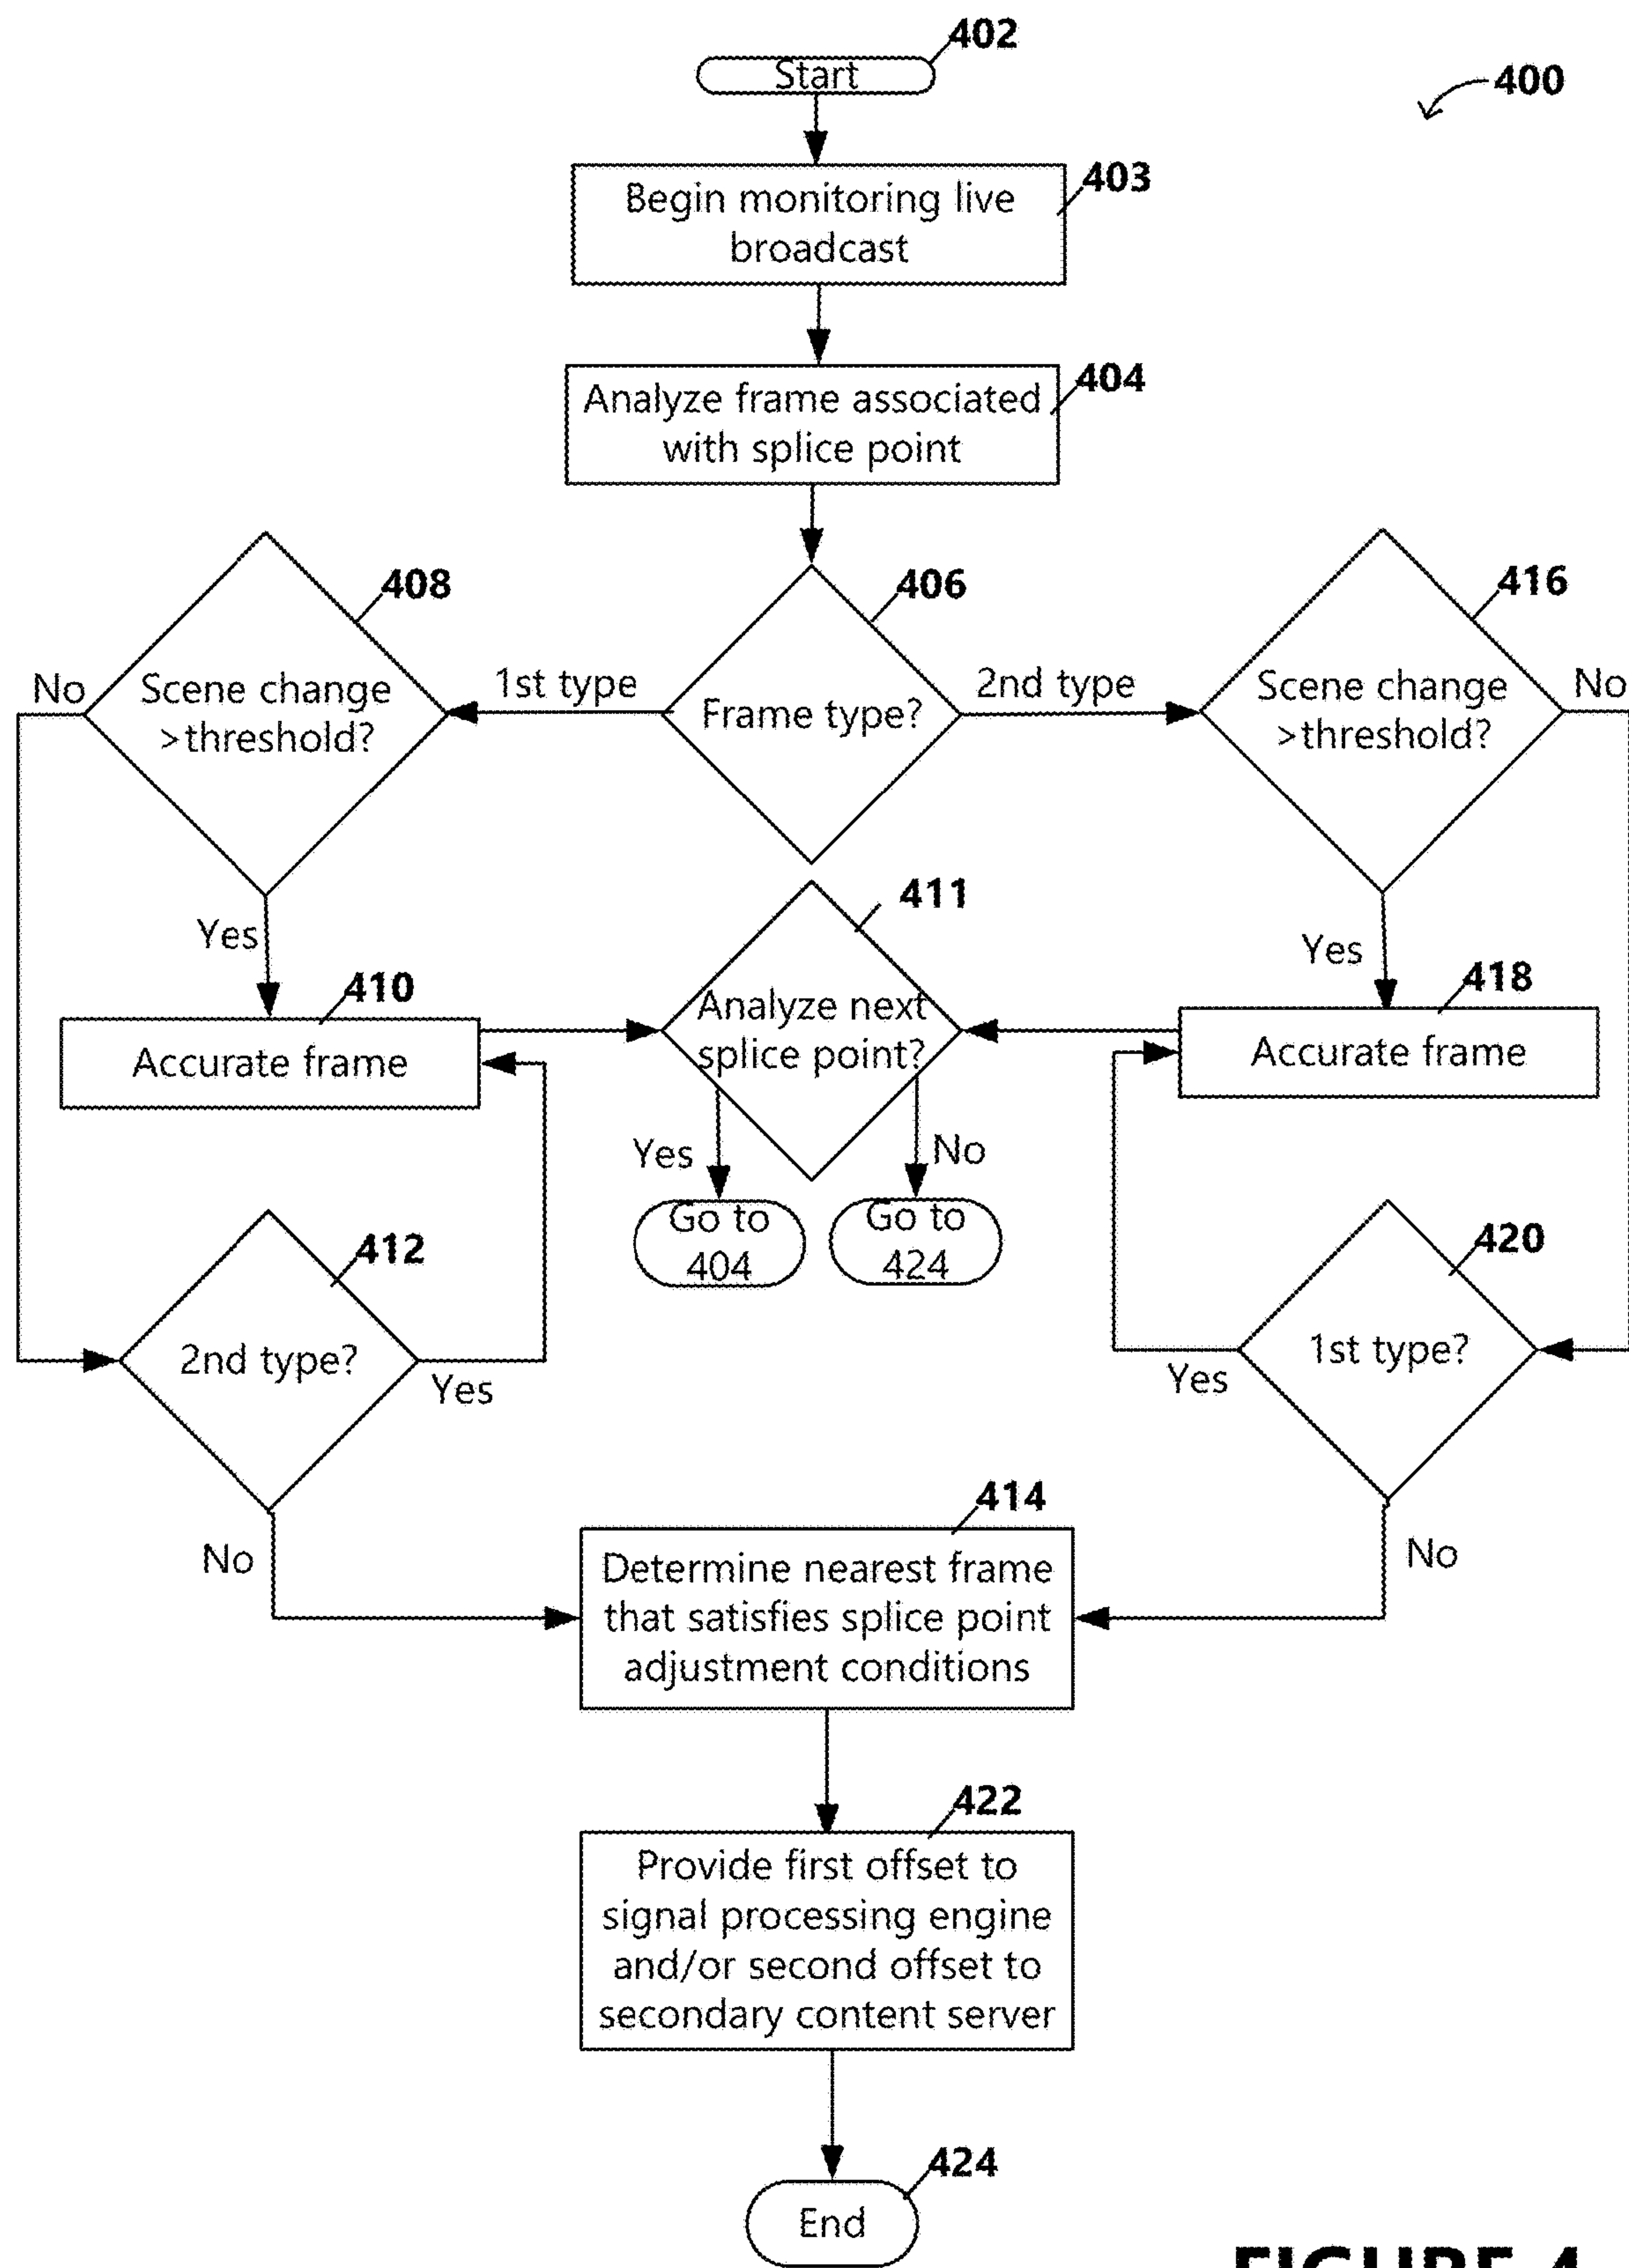 402
Start
400
403
Begin monitoring live
broadcast
404
Analyze frame associated
with splice point
408
406
416
No
Scene change
>threshold?
1st type
Frame type?
2nd type
Scene change
>threshold?
No
Yes
411
Yes
410
Accurate frame
Analyze next
splice point?
418
Accurate frame
Yes
No
Go to
404
Go to
424
412
2nd type?
Yes
420
1st type?
Yes
No
414
Determine nearest frame
that satisfies splice point
adjustment conditions
No
422
Provide first offset to
signal processing engine
and/or second offset to
secondary content server
424
End
FIGURE 4